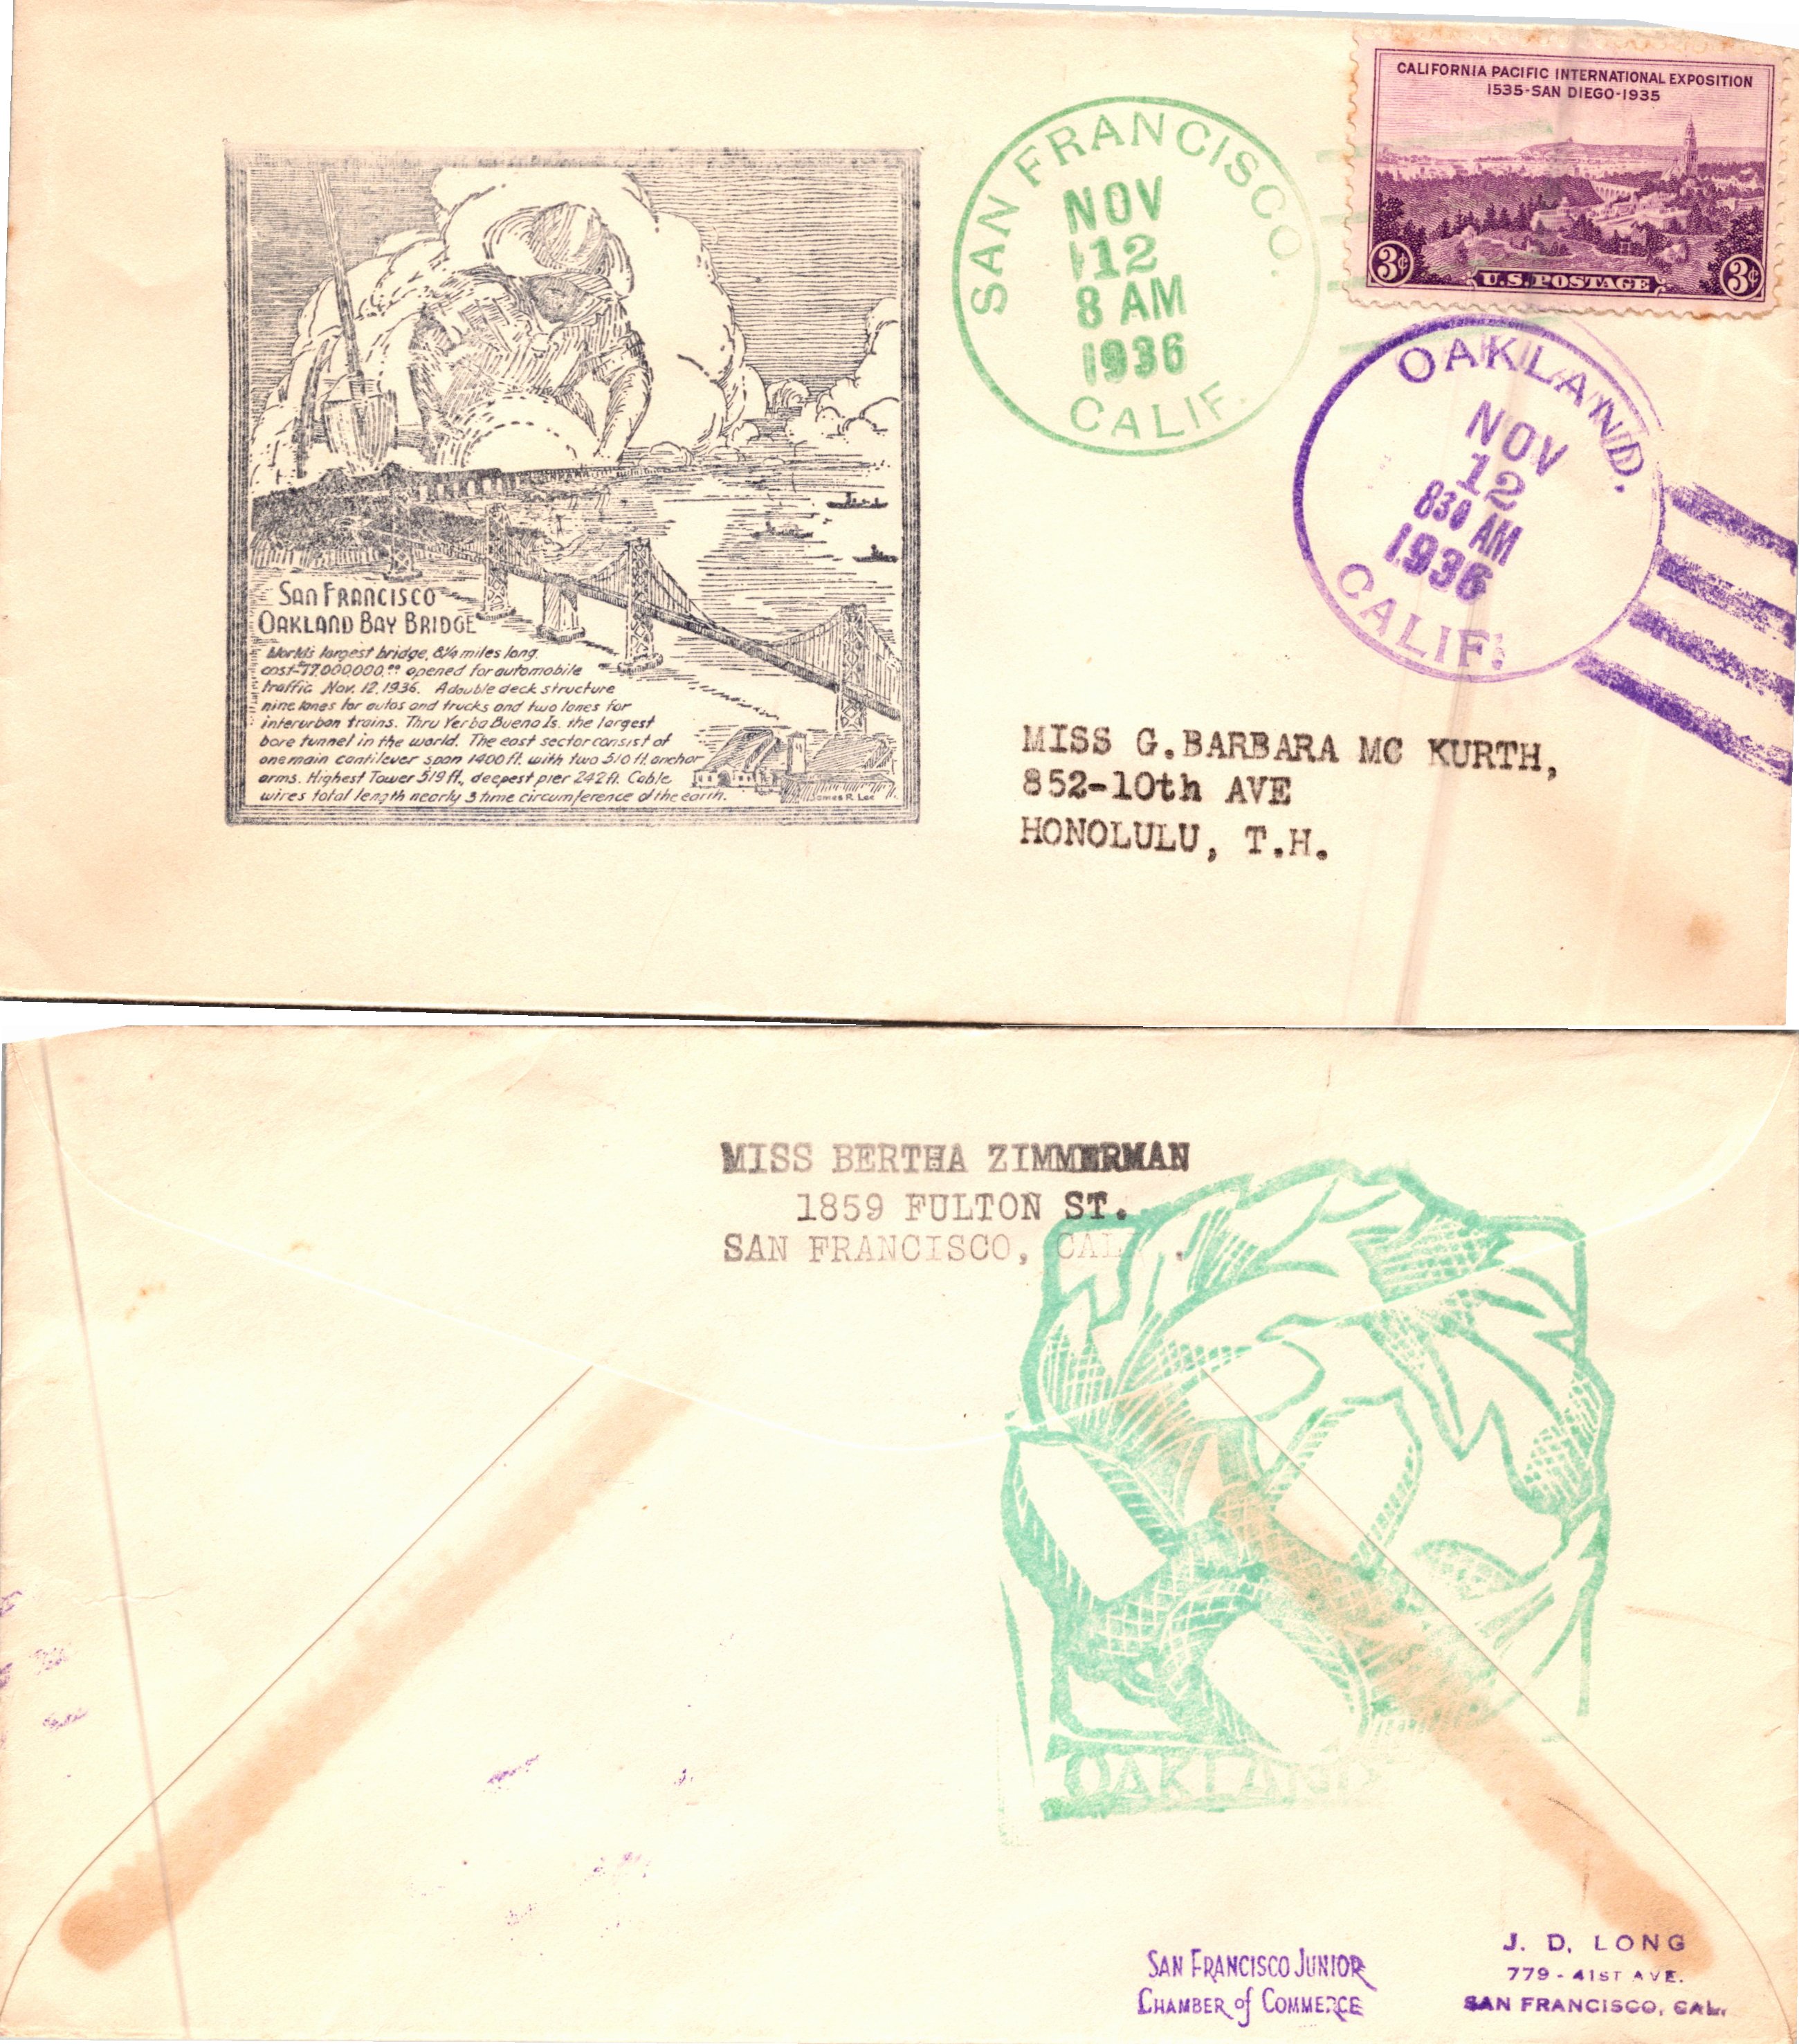 CALIFORNIA PACIFIC INTERNATIONAL EXPOSITION
1535-SAN DIEGO-1935
3¢ U.S. POSTAGE 3¢
SAN FRANCISCO.
NOV
12
8 AM
1936
CALIF.
OAKLAND.
NOV
12
830 AM
1936
CALIF.
SAN FRANCISCO
OAKLAND BAY BRIDGE
World's largest bridge, 8¼ miles long.
cost-$77,000,000.00 opened for automobile
traffic Nov. 12, 1936. A double deck structure
nine lanes for autos and trucks and two lanes for
interurban trains. Thru Yerba Buena Is. the largest
bore tunnel in the world. The east sector consist of
one main cantilever span 1400 ft. with two 510 ft. anchor
arms. Highest Tower 519 ft, deepest pier 242 ft. Cable
wires total length nearly 3 time circumference of the earth.
James R. Lee
MISS G.BARBARA MC KURTH,
852-10th AVE
HONOLULU, T.H.
MISS BERTHA ZIMMERMAN
1859 FULTON ST.
SAN FRANCISCO,
OAKLAND
SAN FRANCISCO JUNIOR
CHAMBER of COMMERCE
J. D. LONG
779 - 41ST AVE.
SAN FRANCISCO, CAL.